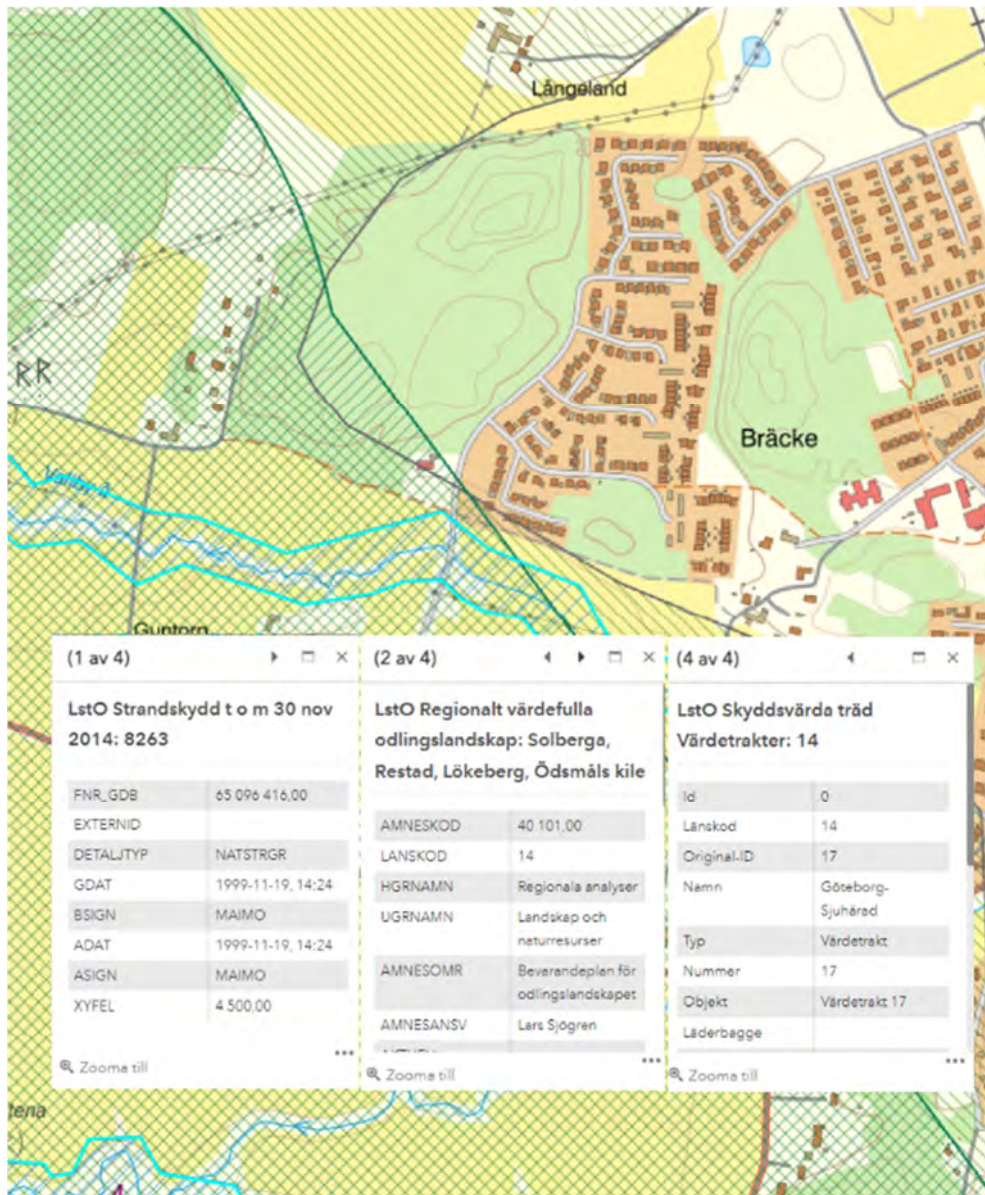 Långeland
RR
Bräcke
Vallby å
Guntorp
(1 av 4)
LstO Strandskydd t o m 30 nov
2014: 8263
FNR_GDB 65 096 416,00
EXTERNID
DETALJTYP NATSTRGR
GDAT 1999-11-19, 14:24
BSIGN MAIMO
ADAT 1999-11-19, 14:24
ASIGN MAIMO
XYFEL 4 500,00
Zooma till
(2 av 4)
LstO Regionalt värdefulla
odlingslandskap: Solberga,
Restad, Lökeberg, Ödsmåls kile
AMNESKOD 40 101,00
LANSKOD 14
HGRNAMN Regionala analyser
UGRNAMN Landskap och
naturresurser
AMNESOMR Bevarandeplan för
odlingslandskapet
AMNESANSV Lars Sjögren
Zooma till
(4 av 4)
LstO Skyddsvärda träd
Värdetrakter: 14
Id 0
Länskod 14
Original-ID 17
Namn Göteborg-
Sjuhärad
Typ Värdetrakt
Nummer 17
Objekt Värdetrakt 17
Läderbagge
Zooma till
tena